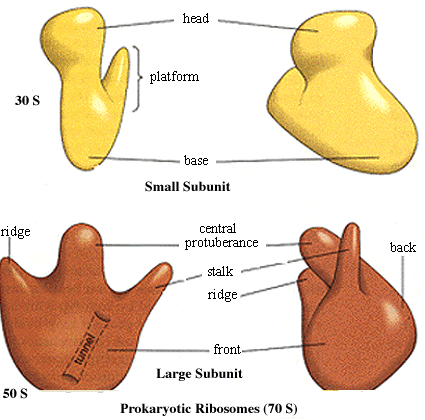 head
platform
30 S
base
Small Subunit
ridge
central
protuberance
back
stalk
ridge
tunnel
front
Large Subunit
50 S
Prokaryotic Ribosomes (70 S)